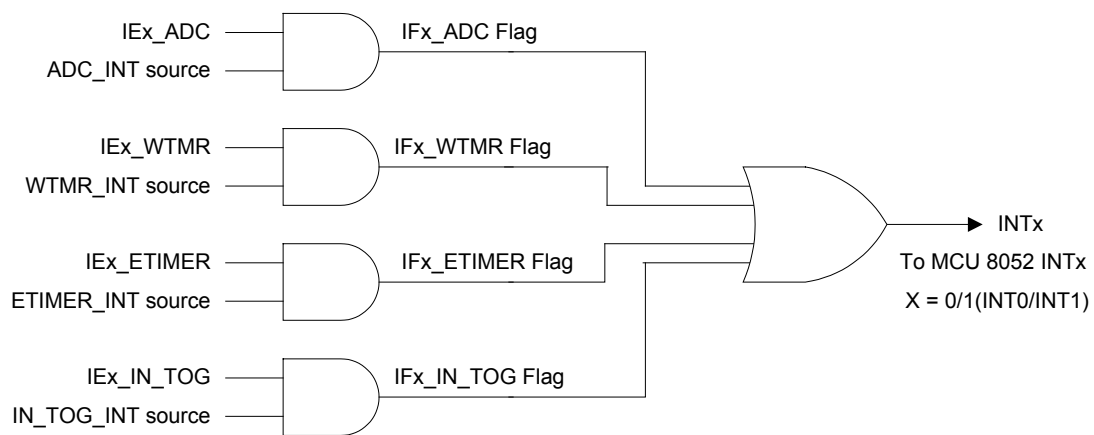 IEx_ADC
IFx_ADC Flag
ADC_INT source
IEx_WTMR
IFx_WTMR Flag
WTMR_INT source
INTx
IEx_ETIMER
IFx_ETIMER Flag
To MCU 8052 INTx
ETIMER_INT source
X = 0/1(INT0/INT1)
IEx_IN_TOG
IFx_IN_TOG Flag
IN_TOG_INT source